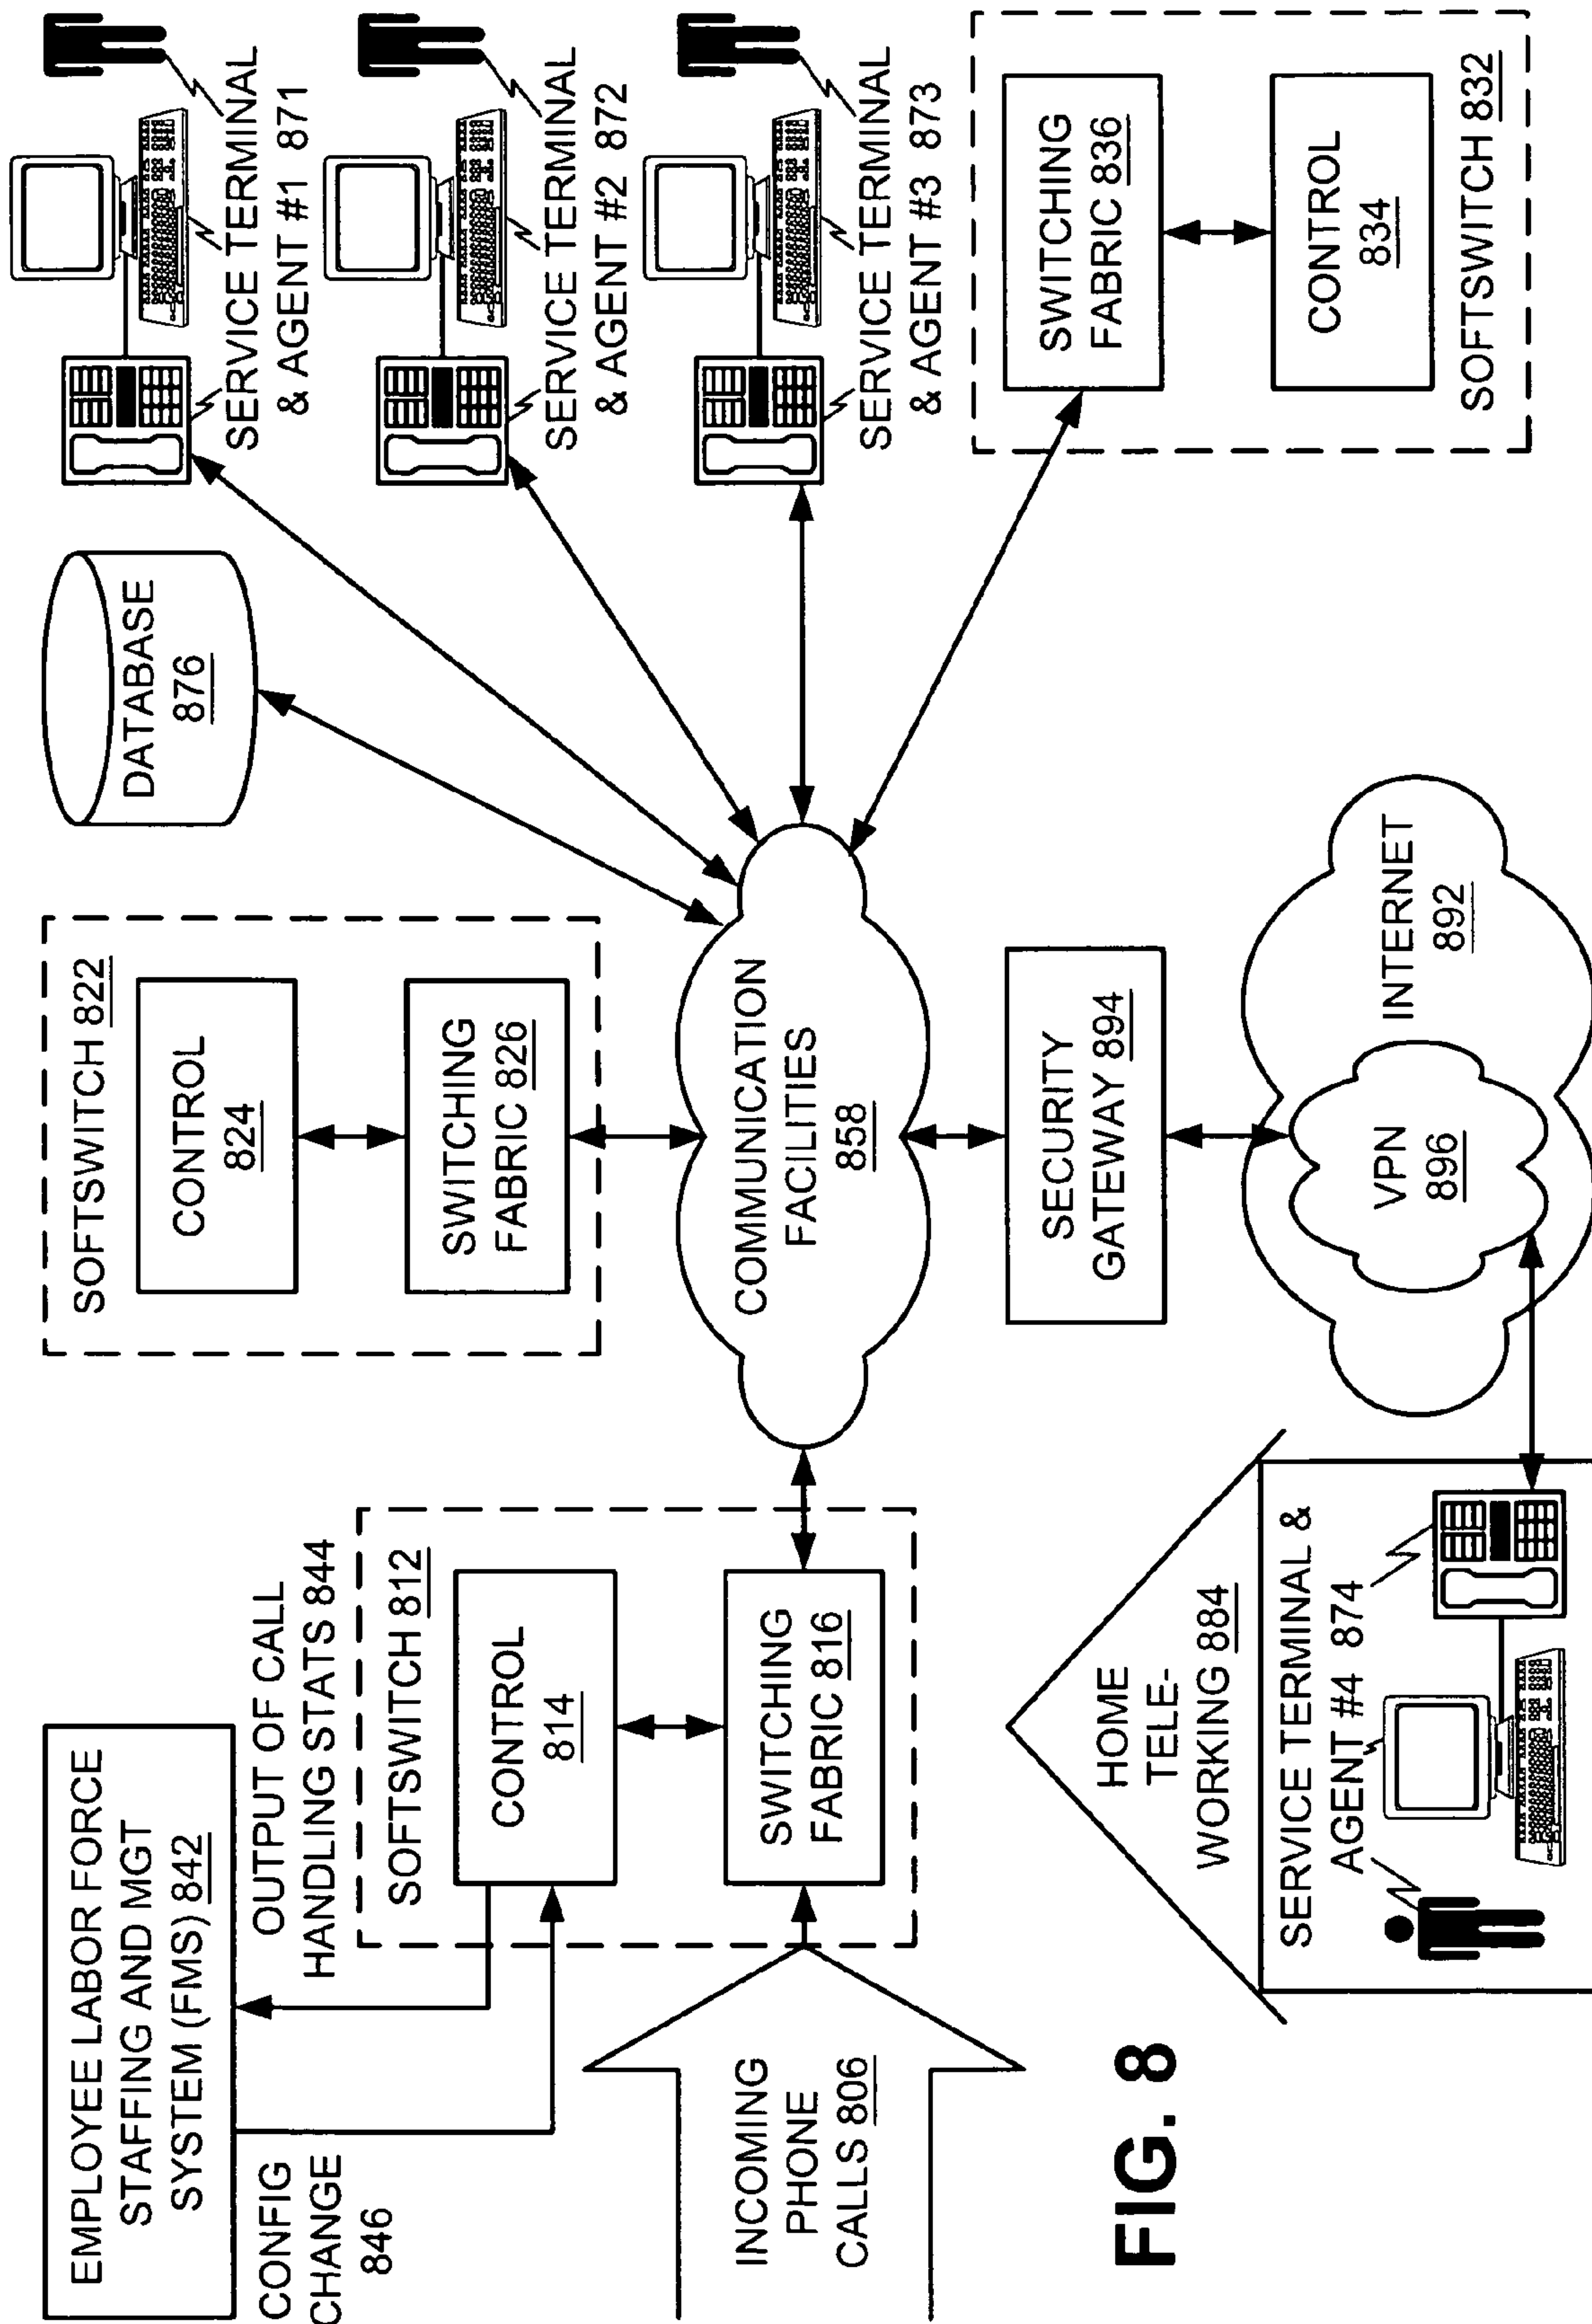 EMPLOYEE LABOR FORCE
STAFFING AND MGT
SYSTEM (FMS) 842
CONFIG
CHANGE
846
OUTPUT OF CALL
HANDLING STATS 844
SOFTSWITCH 812
CONTROL
814
SWITCHING
FABRIC 816
INCOMING
PHONE
CALLS 806
SOFTSWITCH 822
CONTROL
824
SWITCHING
FABRIC 826
DATABASE
876
SERVICE TERMINAL
& AGENT #1 871
SERVICE TERMINAL
& AGENT #2 872
SERVICE TERMINAL
& AGENT #3 873
COMMUNICATION
FACILITIES
858
SWITCHING
FABRIC 836
CONTROL
834
SOFTSWITCH 832
SECURITY
GATEWAY 894
INTERNET
892
VPN
896
HOME
TELE-
WORKING 884
SERVICE TERMINAL &
AGENT #4 874
FIG. 8